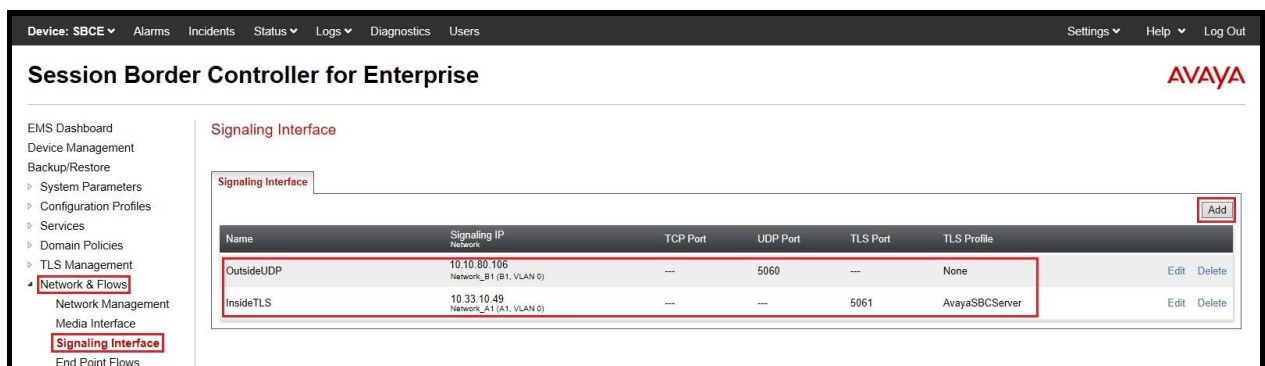 Device: SBCE Alarms Incidents Status Logs Diagnostics Users Settings Help Log Out
Session Border Controller for Enterprise
AVAYA
EMS Dashboard
Device Management
Backup/Restore
System Parameters
Configuration Profiles
Services
Domain Policies
TLS Management
Network & Flows
Network Management
Media Interface
Signaling Interface
End Point Flows
Signaling Interface
Signaling Interface
Add
Name Signaling IP Network TCP Port UDP Port TLS Port TLS Profile
OutsideUDP 10.10.80.106 Network_B1 (B1, VLAN 0) --- 5060 --- None Edit Delete
InsideTLS 10.33.10.49 Network_A1 (A1, VLAN 0) --- --- 5061 AvayaSBCServer Edit Delete